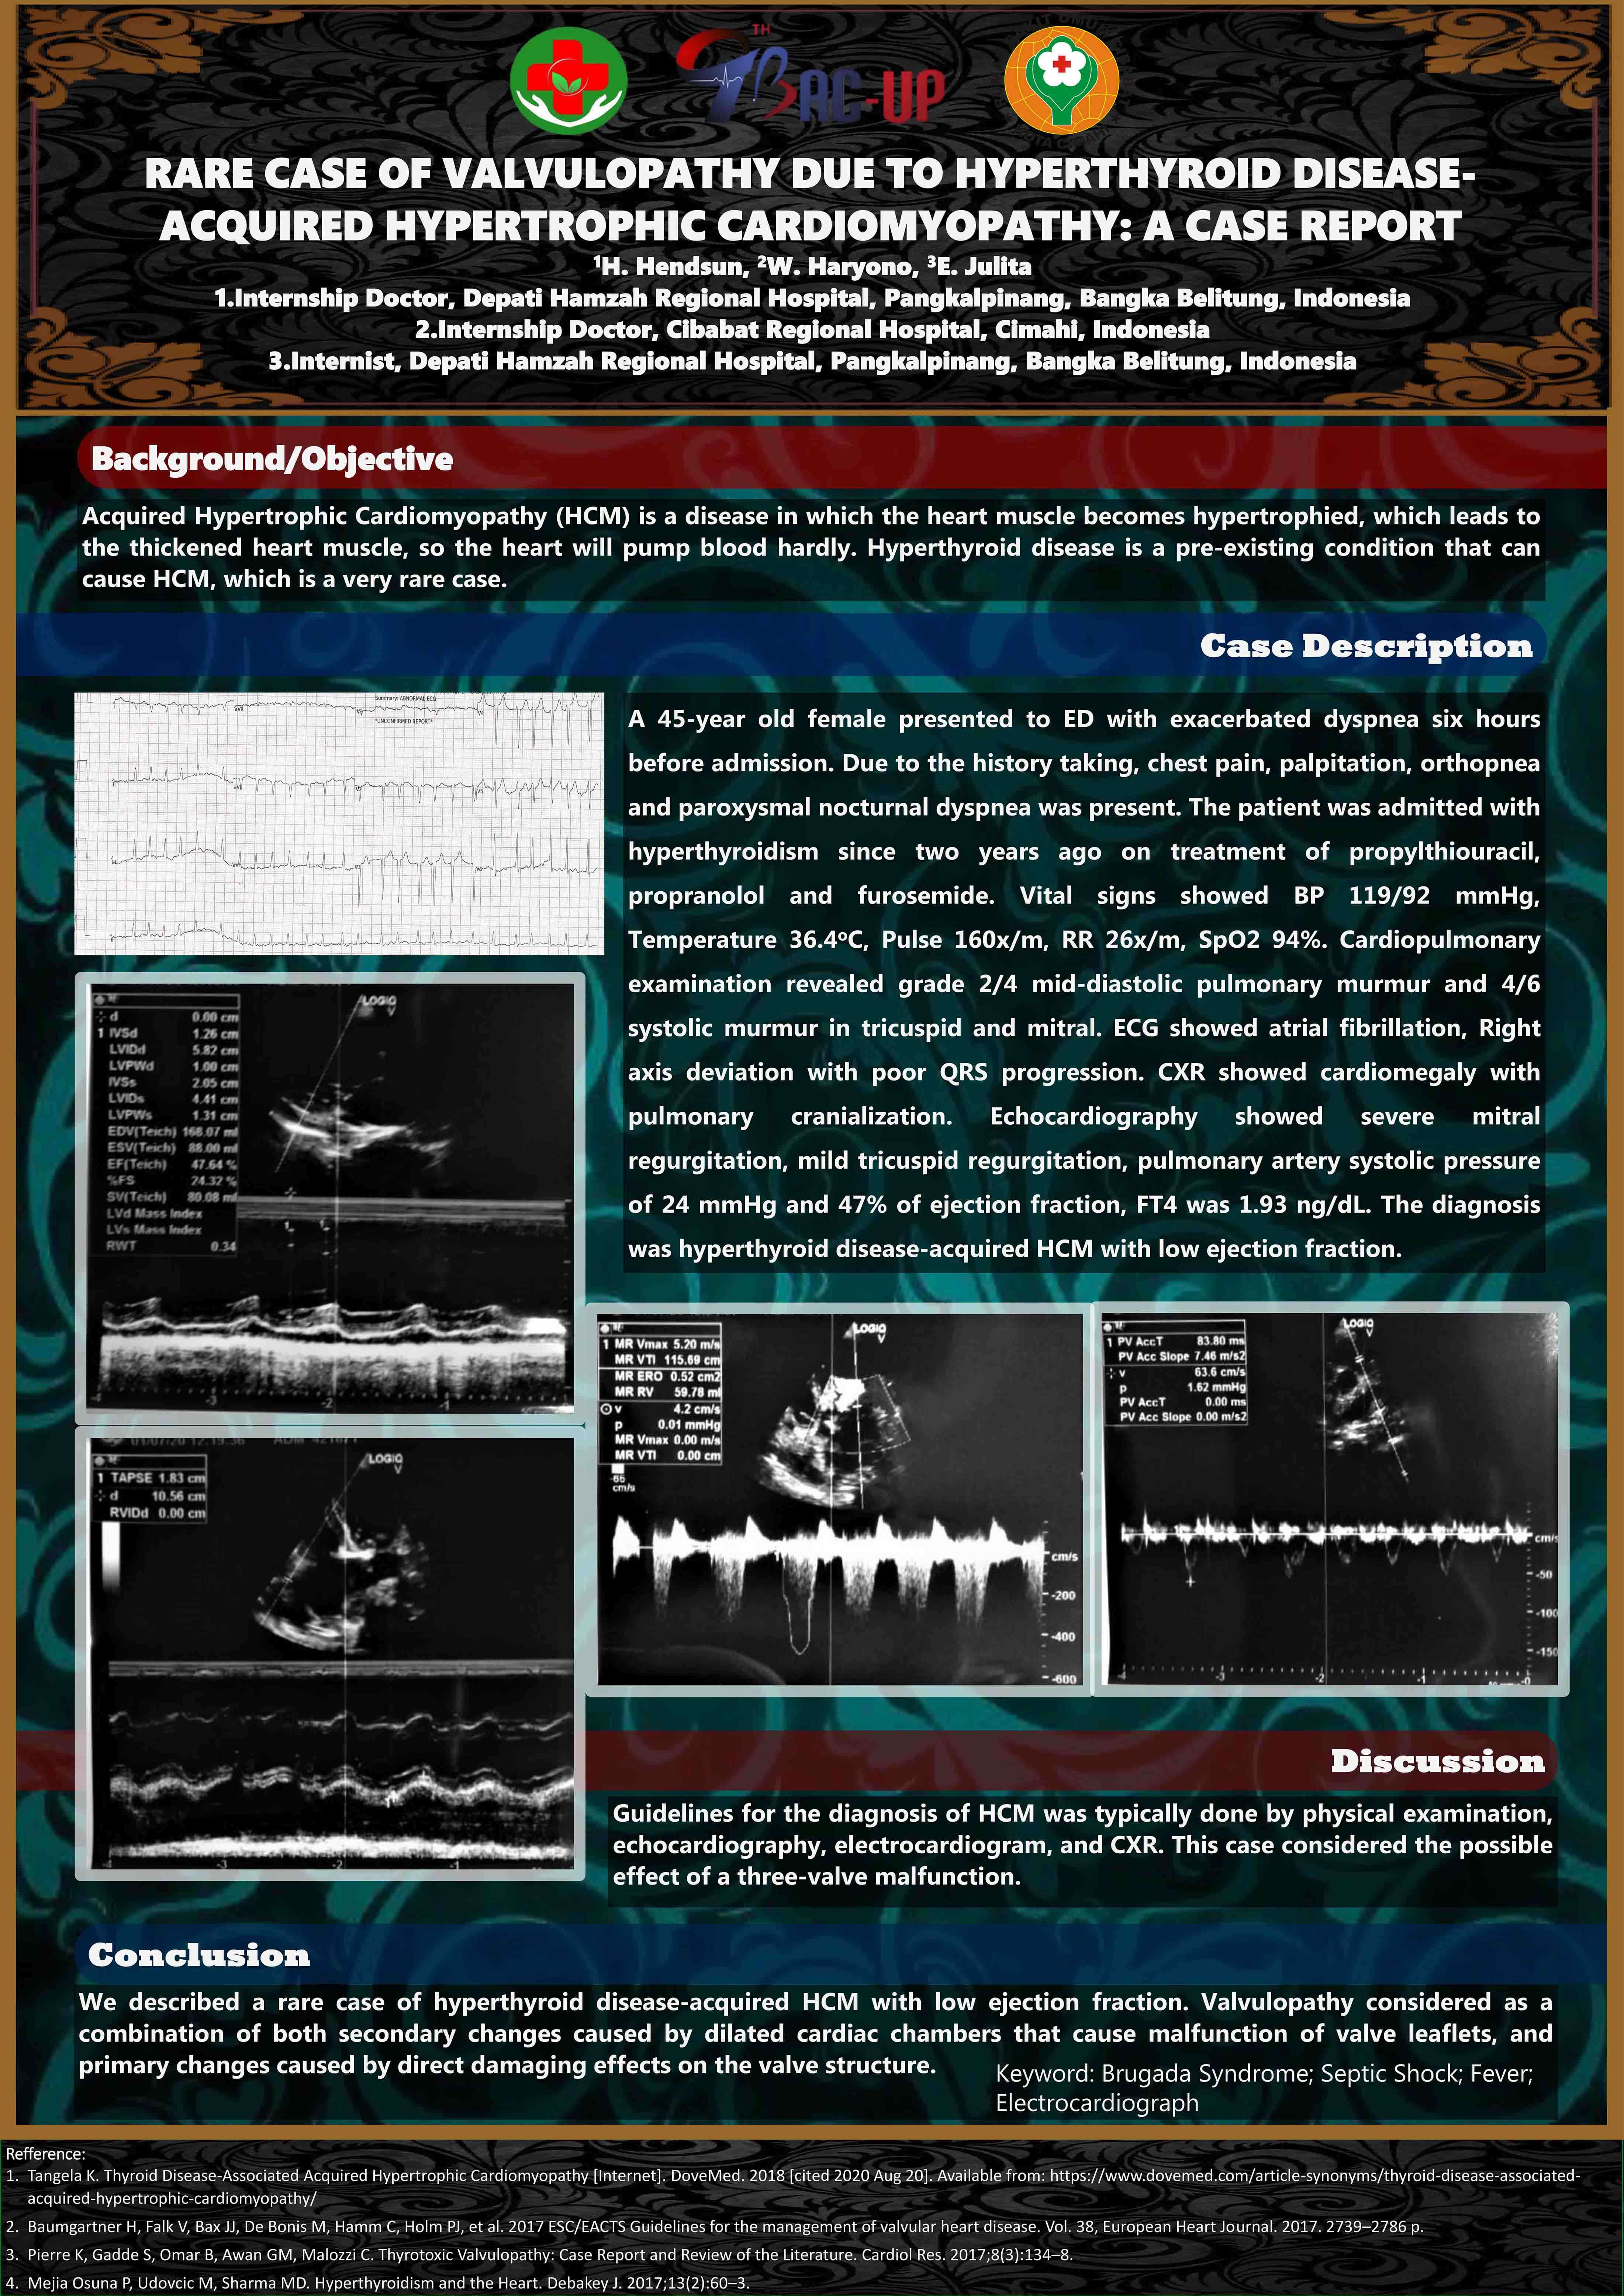 TH
BAC-UP
RARE CASE OF VALVULOPATHY DUE TO HYPERTHYROID DISEASE-
ACQUIRED HYPERTROPHIC CARDIOMYOPATHY: A CASE REPORT
¹H. Hendsun, ²W. Haryono, ³E. Julita
1.Internship Doctor, Depati Hamzah Regional Hospital, Pangkalpinang, Bangka Belitung, Indonesia
2.Internship Doctor, Cibabat Regional Hospital, Cimahi, Indonesia
3.Internist, Depati Hamzah Regional Hospital, Pangkalpinang, Bangka Belitung, Indonesia
Background/Objective
Acquired Hypertrophic Cardiomyopathy (HCM) is a disease in which the heart muscle becomes hypertrophied, which leads to
the thickened heart muscle, so the heart will pump blood hardly. Hyperthyroid disease is a pre-existing condition that can
cause HCM, which is a very rare case.
Case Description
Summary: ABNORMAL ECG
*UNCONFIRMED REPORT*
aVR
V4
A 45-year old female presented to ED with exacerbated dyspnea six hours
before admission. Due to the history taking, chest pain, palpitation, orthopnea
and paroxysmal nocturnal dyspnea was present. The patient was admitted with
hyperthyroidism since two years ago on treatment of propylthiouracil,
propranolol and furosemide. Vital signs showed BP 119/92 mmHg,
Temperature 36.4ºC, Pulse 160x/m, RR 26x/m, SpO2 94%. Cardiopulmonary
examination revealed grade 2/4 mid-diastolic pulmonary murmur and 4/6
systolic murmur in tricuspid and mitral. ECG showed atrial fibrillation, Right
axis deviation with poor QRS progression. CXR showed cardiomegaly with
pulmonary cranialization. Echocardiography showed severe mitral
regurgitation, mild tricuspid regurgitation, pulmonary artery systolic pressure
of 24 mmHg and 47% of ejection fraction, FT4 was 1.93 ng/dL. The diagnosis
was hyperthyroid disease-acquired HCM with low ejection fraction.
LOGIQ
V
d 0.00 cm
1 IVSd 1.26 cm
LVIDd 5.82 cm
LVPWd 1.00 cm
IVSs 2.05 cm
LVIDs 4.41 cm
LVPWs 1.31 cm
EDV(Teich) 168.07 ml
ESV(Teich) 88.00 ml
EF(Teich) 47.64 %
%FS 24.32 %
SV(Teich) 80.08 ml
LVd Mass Index
LVs Mass Index
RWT 0.34
-3 -2 -1
LOGIQ
V
1 MR Vmax 5.20 m/s
MR VTI 115.69 cm
MR ERO 0.52 cm2
MR RV 59.78 ml
v 4.2 cm/s
p 0.01 mmHg
MR Vmax 0.00 m/s
MR VTI 0.00 cm
-65
cm/s
cm/s
-200
-400
-600
LOGIQ
V
1 PV AccT 83.80 ms
PV Acc Slope 7.46 m/s2
v 63.6 cm/s
p 1.62 mmHg
PV AccT 0.00 ms
PV Acc Slope 0.00 m/s2
cm/s
-50
-100
-150
-4 -3 -2 -1 -0
01/07/20 12:19:36
LOGIQ
V
1 TAPSE 1.83 cm
d 10.56 cm
RVIDd 0.00 cm
-4 -3 -2 -1
Discussion
Guidelines for the diagnosis of HCM was typically done by physical examination,
echocardiography, electrocardiogram, and CXR. This case considered the possible
effect of a three-valve malfunction.
Conclusion
We described a rare case of hyperthyroid disease-acquired HCM with low ejection fraction. Valvulopathy considered as a
combination of both secondary changes caused by dilated cardiac chambers that cause malfunction of valve leaflets, and
primary changes caused by direct damaging effects on the valve structure.
Keyword: Brugada Syndrome; Septic Shock; Fever;
Electrocardiograph
Refference:
1. Tangela K. Thyroid Disease-Associated Acquired Hypertrophic Cardiomyopathy [Internet]. DoveMed. 2018 [cited 2020 Aug 20]. Available from: https://www.dovemed.com/article-synonyms/thyroid-disease-associated-
acquired-hypertrophic-cardiomyopathy/
2. Baumgartner H, Falk V, Bax JJ, De Bonis M, Hamm C, Holm PJ, et al. 2017 ESC/EACTS Guidelines for the management of valvular heart disease. Vol. 38, European Heart Journal. 2017. 2739–2786 p.
3. Pierre K, Gadde S, Omar B, Awan GM, Malozzi C. Thyrotoxic Valvulopathy: Case Report and Review of the Literature. Cardiol Res. 2017;8(3):134–8.
4. Mejia Osuna P, Udovcic M, Sharma MD. Hyperthyroidism and the Heart. Debakey J. 2017;13(2):60–3.